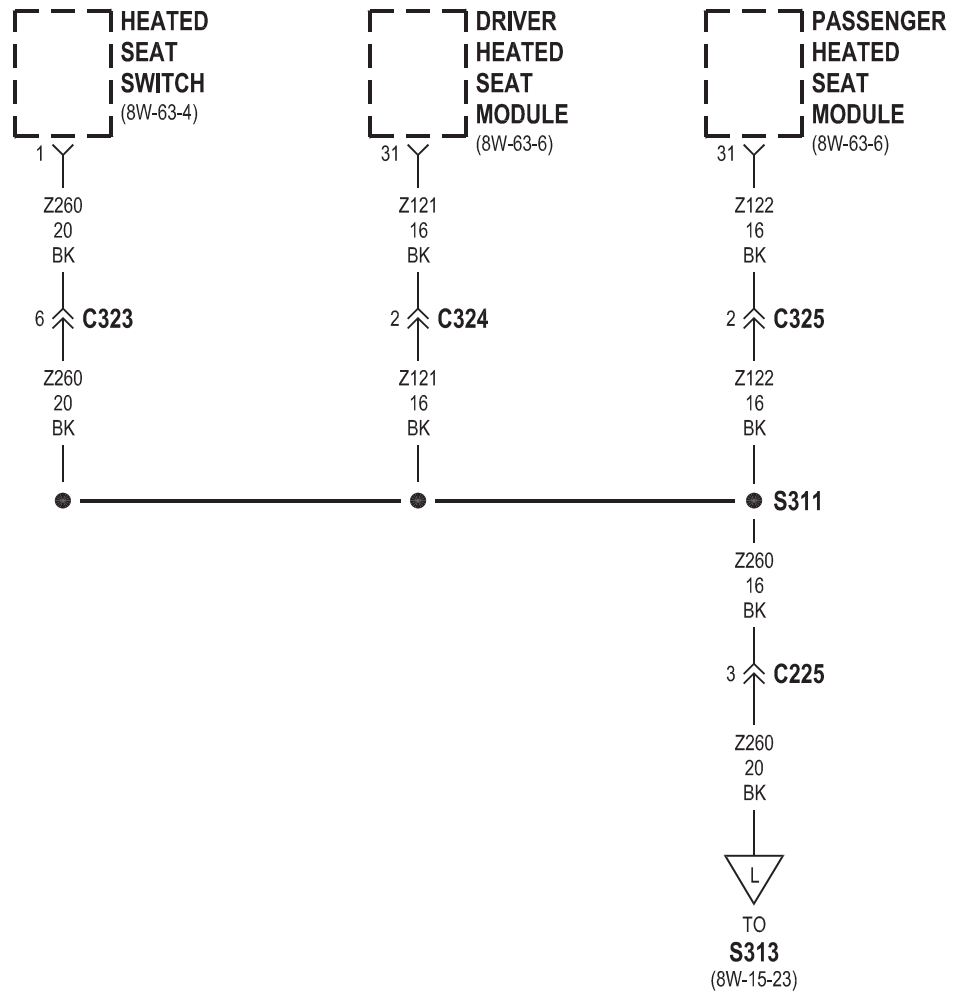 HEATED
SEAT
SWITCH
(8W-63-4)
DRIVER
HEATED
SEAT
MODULE
(8W-63-6)
PASSENGER
HEATED
SEAT
MODULE
(8W-63-6)
1
31
31
Z260
20
BK
Z121
16
BK
Z122
16
BK
6 C323
2 C324
2 C325
Z260
20
BK
Z121
16
BK
Z122
16
BK
S311
Z260
16
BK
3 C225
Z260
20
BK
L
TO
S313
(8W-15-23)